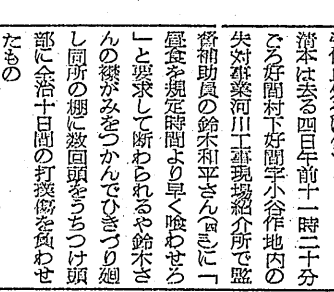 清本は去る四日午前十一時二十分
ごろ好間村下好間字小谷作地内の
失対事業河川工事現場紹介所で監
督補助員の鈴木和平さん(四二)に「
昼食を規定時間より早く喰わせろ
」と要求して断わられるや鈴木さ
んの襟がみをつかんでひきづり廻
し同所の棚に数回頭をうちつけ頭
部に全治十日間の打撲傷を負わせ
たもの